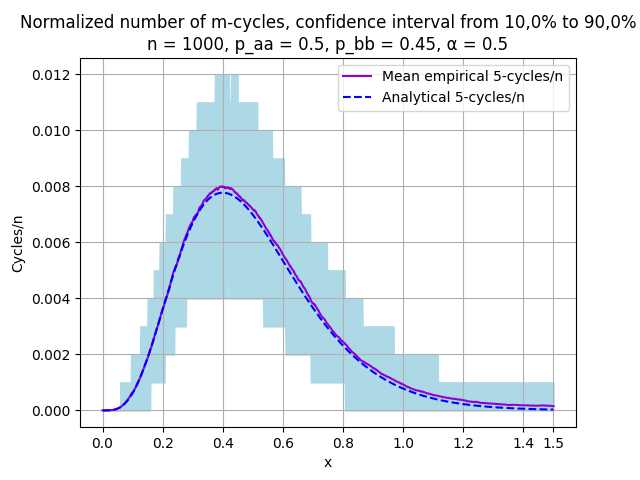 Normalized number of m-cycles, confidence interval from 10,0% to 90,0%
n = 1000, p_aa = 0.5, p_bb = 0.45, α = 0.5
Mean empirical 5-cycles/n
Analytical 5-cycles/n
Cycles/n
0.012
0.010
0.008
0.006
0.004
0.002
0.000
0.0 0.2 0.4 0.6 0.8 1.0 1.2 1.4 1.5
x